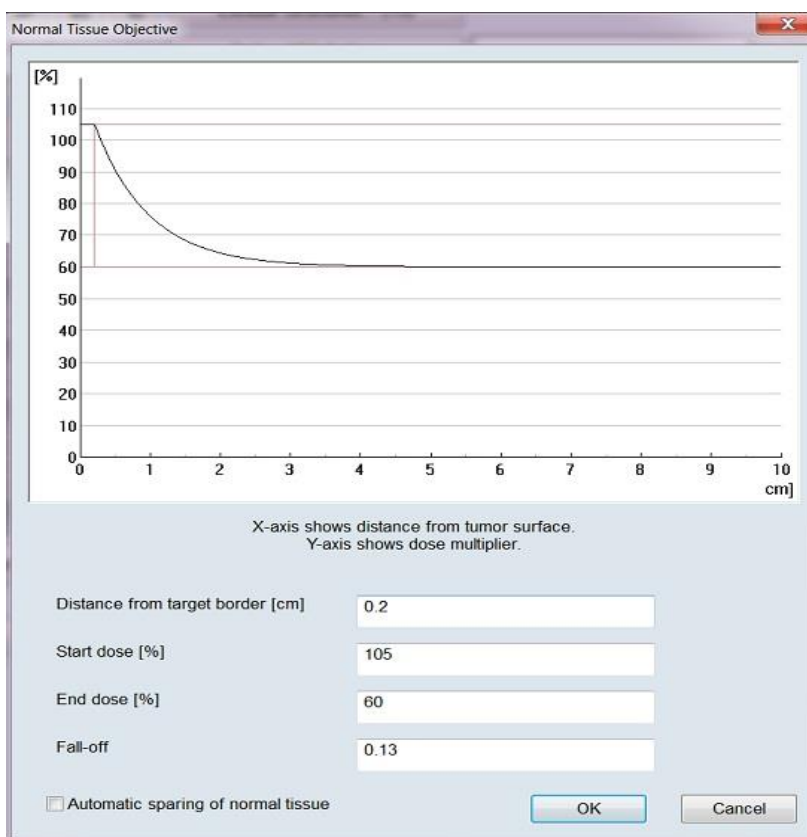 Normal Tissue Objective
[%]
110
100
90
80
70
60
50
40
30
20
10
0
0 1 2 3 4 5 6 7 8 9 10
cm]
X-axis shows distance from tumor surface.
Y-axis shows dose multiplier.
Distance from target border [cm] 0.2
Start dose [%] 105
End dose [%] 60
Fall-off 0.13
Automatic sparing of normal tissue OK Cancel